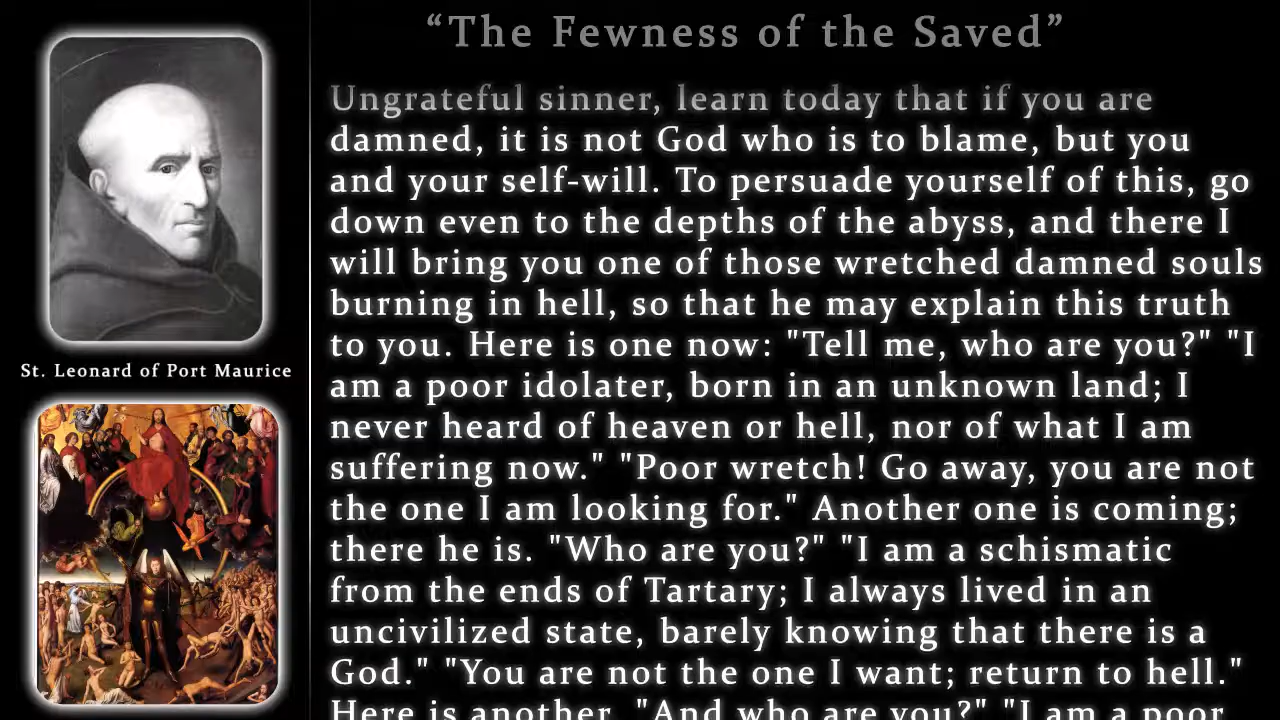 “The Fewness of the Saved”
Ungrateful sinner, learn today that if you are
damned, it is not God who is to blame, but you
and your self-will. To persuade yourself of this, go
down even to the depths of the abyss, and there I
will bring you one of those wretched damned souls
burning in hell, so that he may explain this truth
to you. Here is one now: "Tell me, who are you?" "I
am a poor idolater, born in an unknown land; I
never heard of heaven or hell, nor of what I am
suffering now." "Poor wretch! Go away, you are not
the one I am looking for." Another one is coming;
there he is. "Who are you?" "I am a schismatic
from the ends of Tartary; I always lived in an
uncivilized state, barely knowing that there is a
God." "You are not the one I want; return to hell."
Here is another. "And who are you?" "I am a poor
St. Leonard of Port Maurice